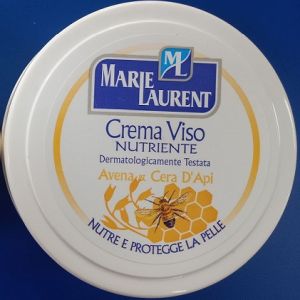 ML
MARIE
LAURENT
Crema Viso
NUTRIENTE
Dermatologicamente Testata
Avena e Cera D'Api
NUTRE E PROTEGGE LA PELLE